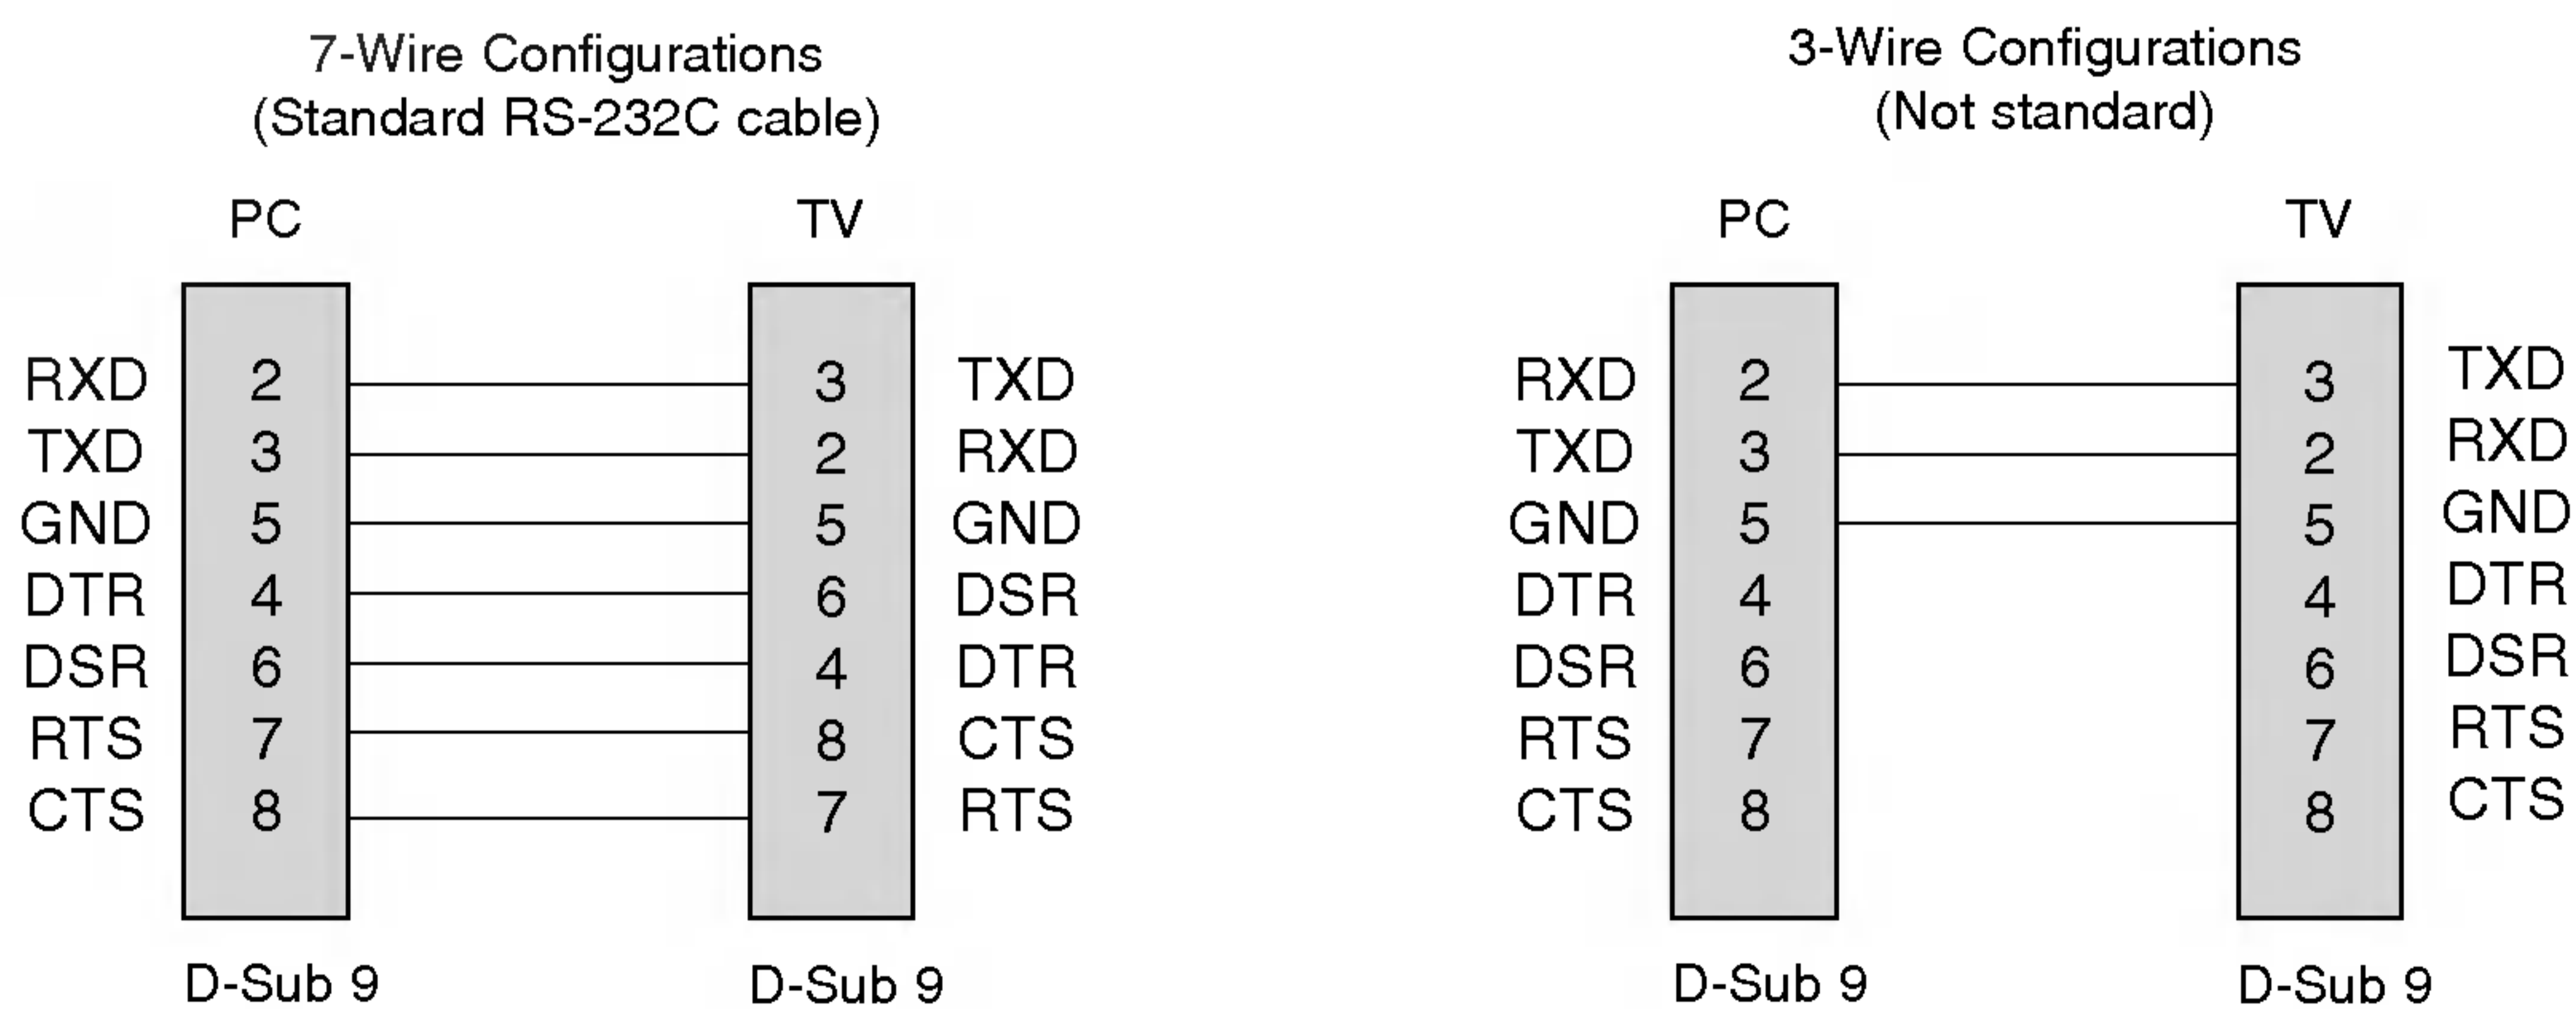 7-Wire Configurations
(Standard RS-232C cable)
PC TV
RXD 2 3 TXD
TXD 3 2 RXD
GND 5 5 GND
DTR 4 6 DSR
DSR 6 4 DTR
RTS 7 8 CTS
CTS 8 7 RTS
D-Sub 9 D-Sub 9
3-Wire Configurations
(Not standard)
PC TV
RXD 2 3 TXD
TXD 3 2 RXD
GND 5 5 GND
DTR 4 4 DTR
DSR 6 6 DSR
RTS 7 7 RTS
CTS 8 8 CTS
D-Sub 9 D-Sub 9